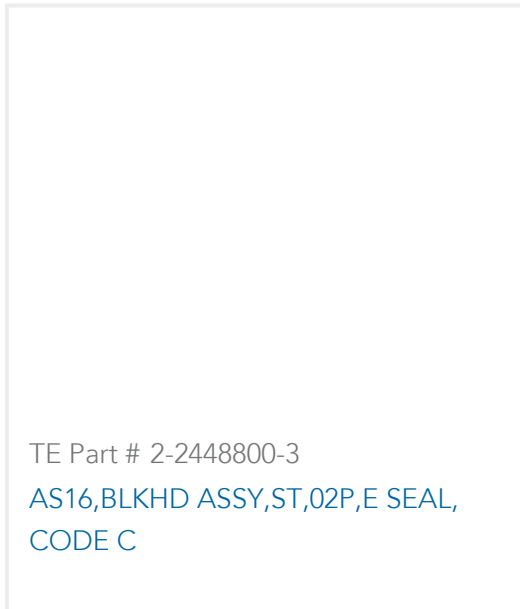 TE Part # 2-2448800-3
AS16,BLKHD ASSY,ST,02P,E SEAL,
CODE C